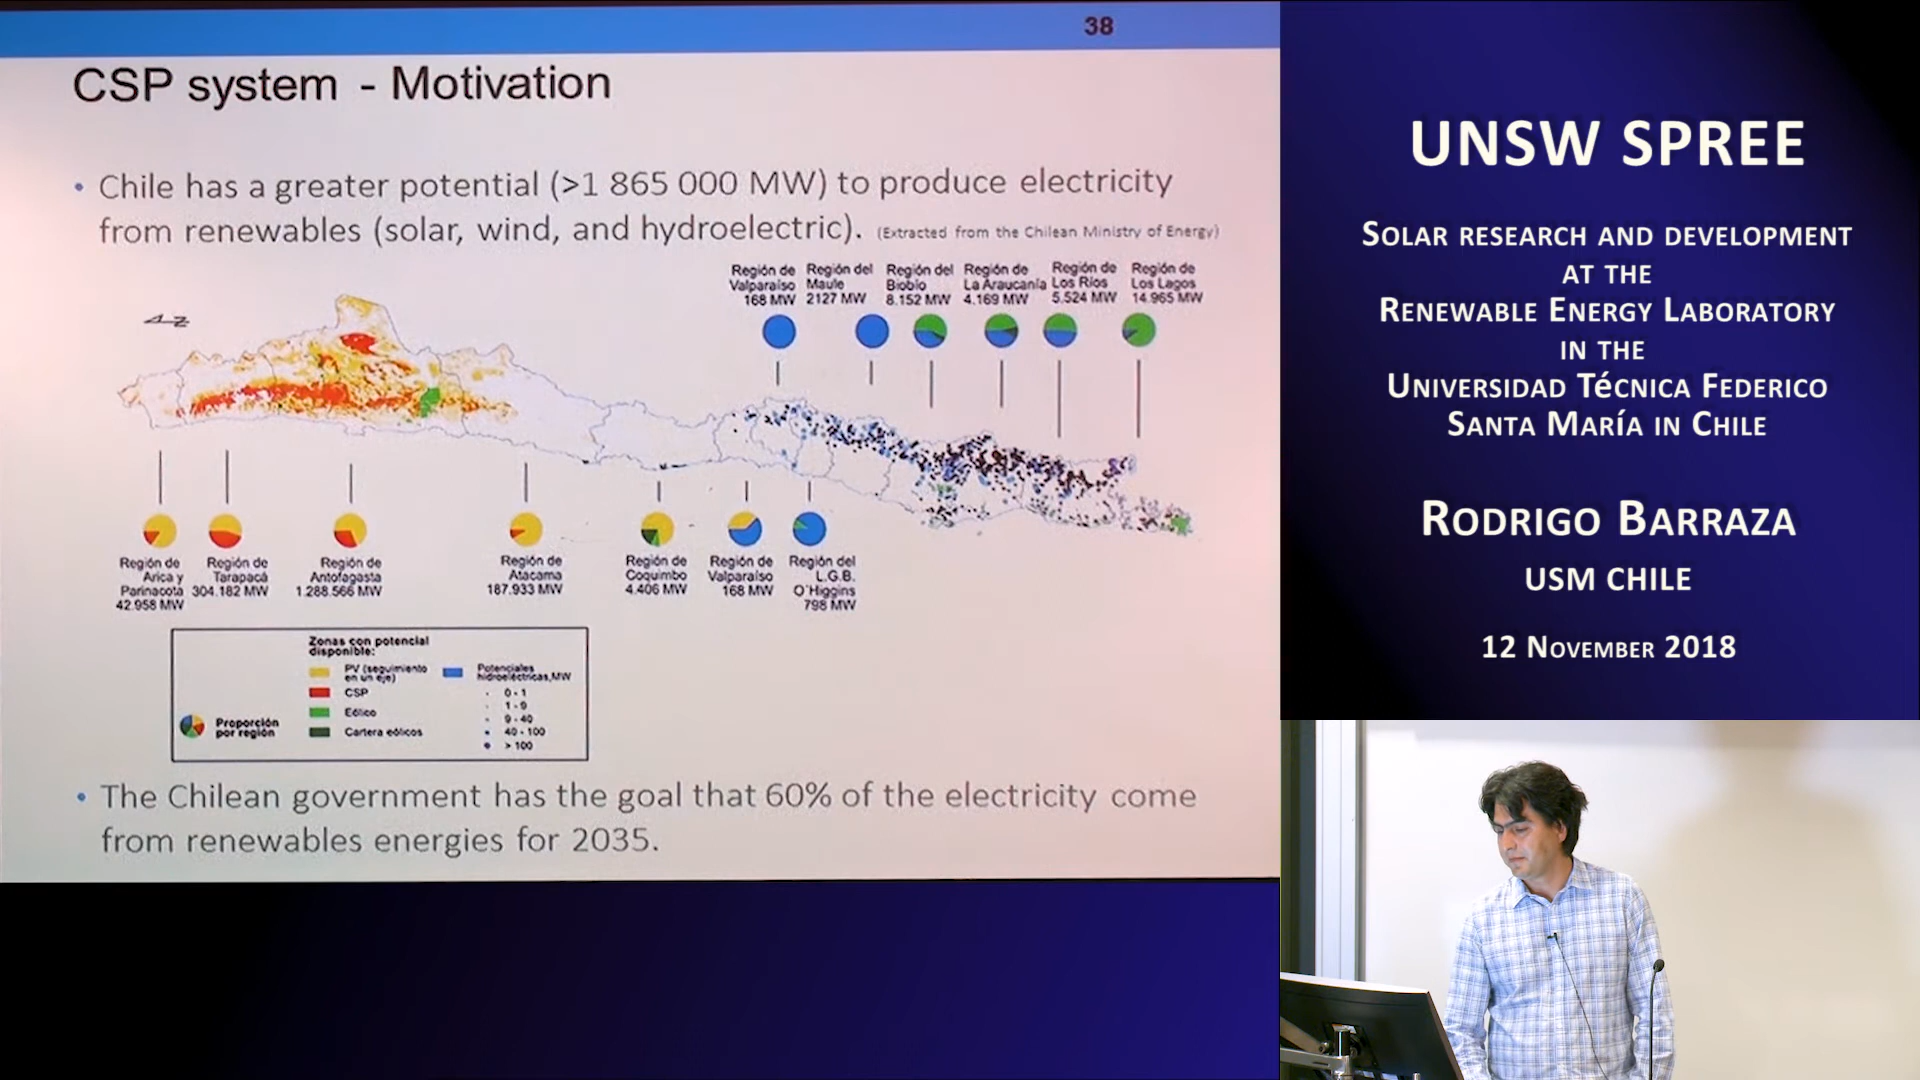 38
CSP system - Motivation
• Chile has a greater potential (>1 865 000 MW) to produce electricity
from renewables (solar, wind, and hydroelectric). (Extracted from the Chilean Ministry of Energy)
Región de
Valparaíso
168 MW
Región del
Maule
2127 MW
Región del
Biobío
8.152 MW
Región de
La Araucanía
4.169 MW
Región de
Los Ríos
5.524 MW
Región de
Los Lagos
14.965 MW
Región de
Arica y
Parinacota
42.958 MW
Región de
Tarapacá
304.182 MW
Región de
Antofagasta
1.288.566 MW
Región de
Atacama
187.933 MW
Región de
Coquimbo
4.406 MW
Región de
Valparaíso
168 MW
Región del
L.G.B.
O'Higgins
798 MW
Zonas con potencial
disponible:
PV (seguimiento
en un eje)
CSP
Eólico
Cartera eólicos
Proporción
por región
Potenciales
hidroeléctricas, MW
0 - 1
1 - 9
9 - 40
40 - 100
> 100
• The Chilean government has the goal that 60% of the electricity come
from renewables energies for 2035.
UNSW SPREE
SOLAR RESEARCH AND DEVELOPMENT
AT THE
RENEWABLE ENERGY LABORATORY
IN THE
UNIVERSIDAD TéCNICA FEDERICO
SANTA MARÍA IN CHILE
RODRIGO BARRAZA
USM CHILE
12 NOVEMBER 2018